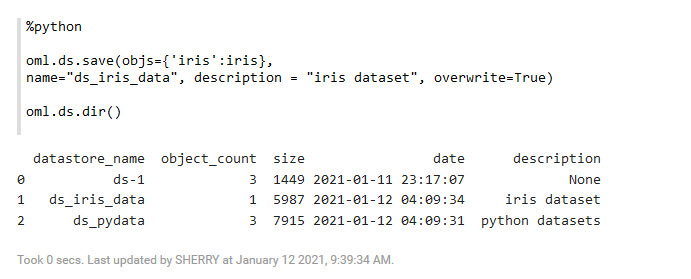 %python
oml.ds.save(objs={'iris':iris},
name="ds_iris_data", description = "iris dataset", overwrite=True)
oml.ds.dir()
datastore_name object_count size date description
0 ds-1 3 1449 2021-01-11 23:17:07 None
1 ds_iris_data 1 5987 2021-01-12 04:09:34 iris dataset
2 ds_pydata 3 7915 2021-01-12 04:09:31 python datasets
Took 0 secs. Last updated by SHERRY at January 12 2021, 9:39:34 AM.